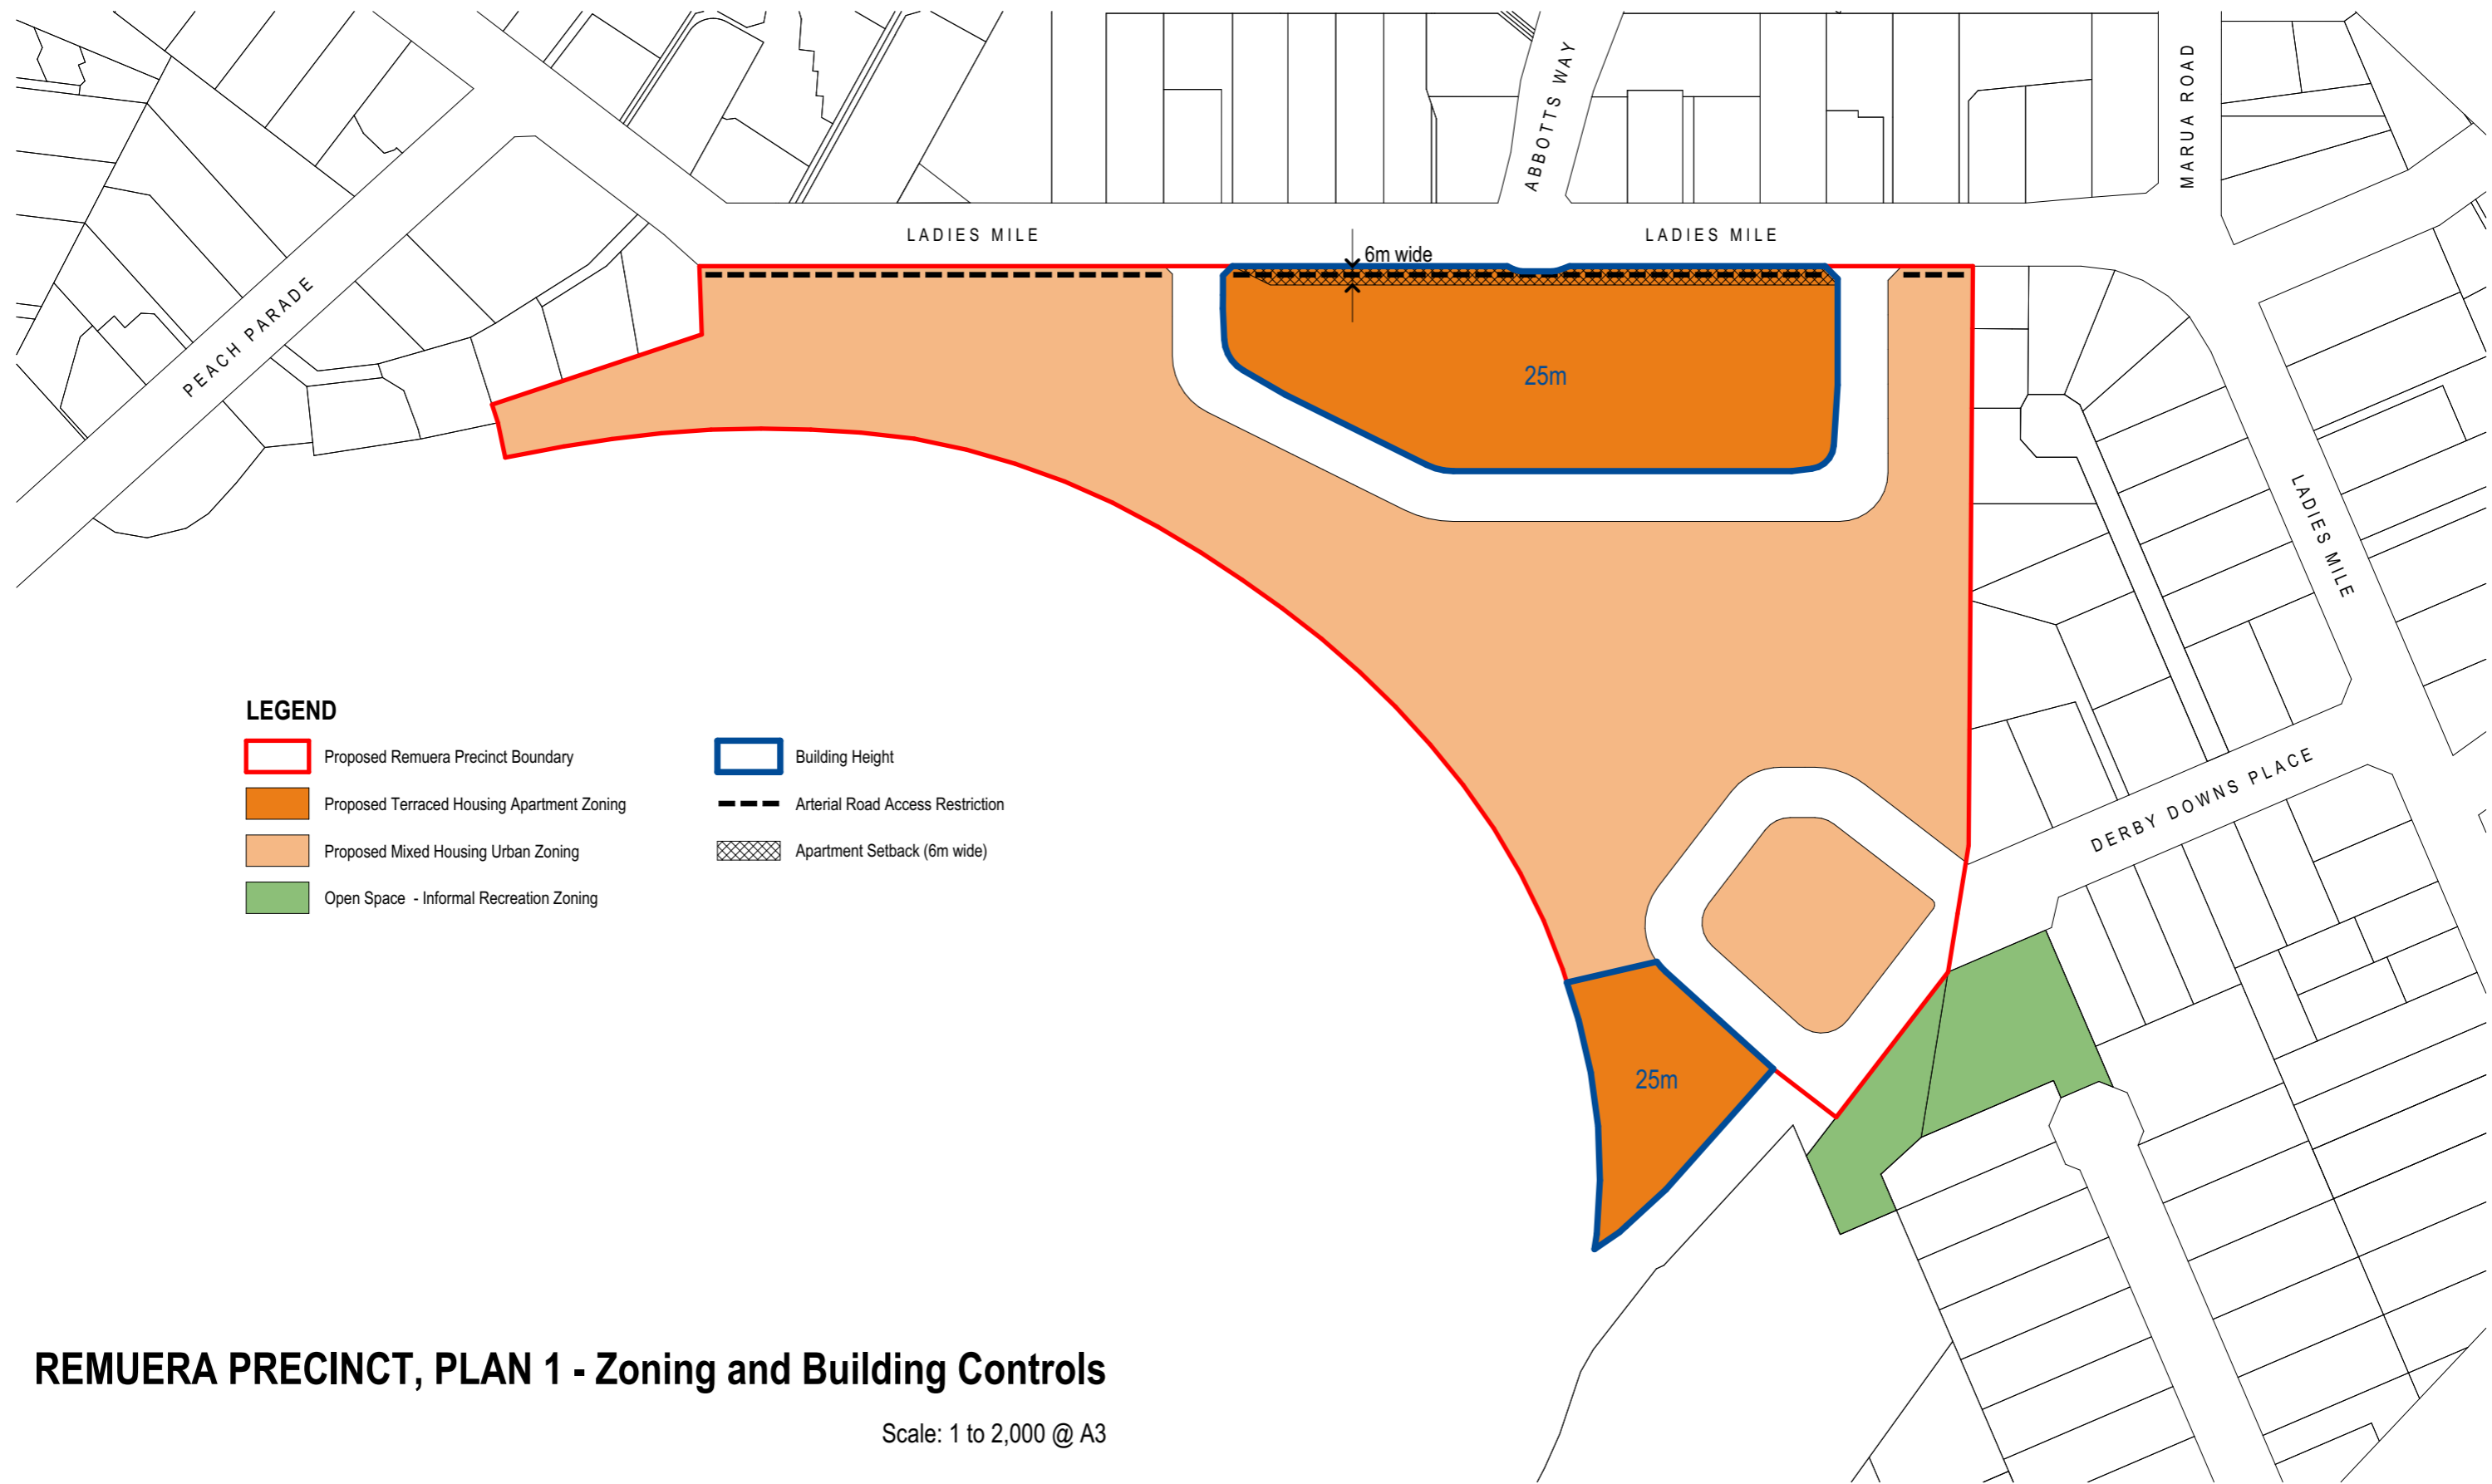 ABBOTTS WAY
MARUA ROAD
LADIES MILE
LADIES MILE
6m wide
PEACH PARADE
25m
LADIES MILE
LEGEND
Proposed Remuera Precinct Boundary
Building Height
Proposed Terraced Housing Apartment Zoning
Arterial Road Access Restriction
Proposed Mixed Housing Urban Zoning
Apartment Setback (6m wide)
Open Space - Informal Recreation Zoning
DERBY DOWNS PLACE
25m
REMUERA PRECINCT, PLAN 1 - Zoning and Building Controls
Scale: 1 to 2,000 @ A3